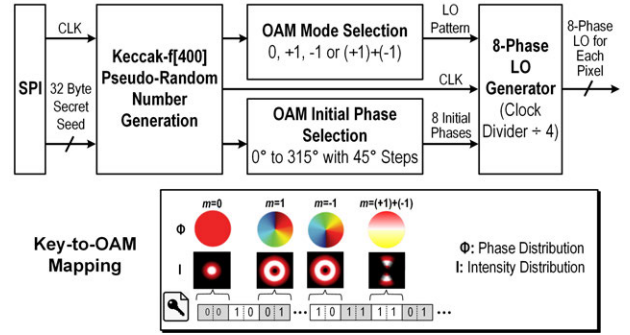 SPI
CLK
32 Byte
Secret
Seed
Keccak-f[400]
Pseudo-Random
Number
Generation
OAM Mode Selection
0, +1, -1 or (+1)+(-1)
OAM Initial Phase
Selection
0° to 315° with 45° Steps
LO
Pattern
CLK
8 Initial
Phases
8-Phase
LO
Generator
(Clock
Divider ÷ 4)
8-Phase
LO for
Each
Pixel
Key-to-OAM
Mapping
m=0 m=1 m=-1 m=(+1)+(-1)
Φ
I
Φ: Phase Distribution
I: Intensity Distribution
0 0 1 0 0 1 ••• 1 0 1 1 1 1 0 1 •••